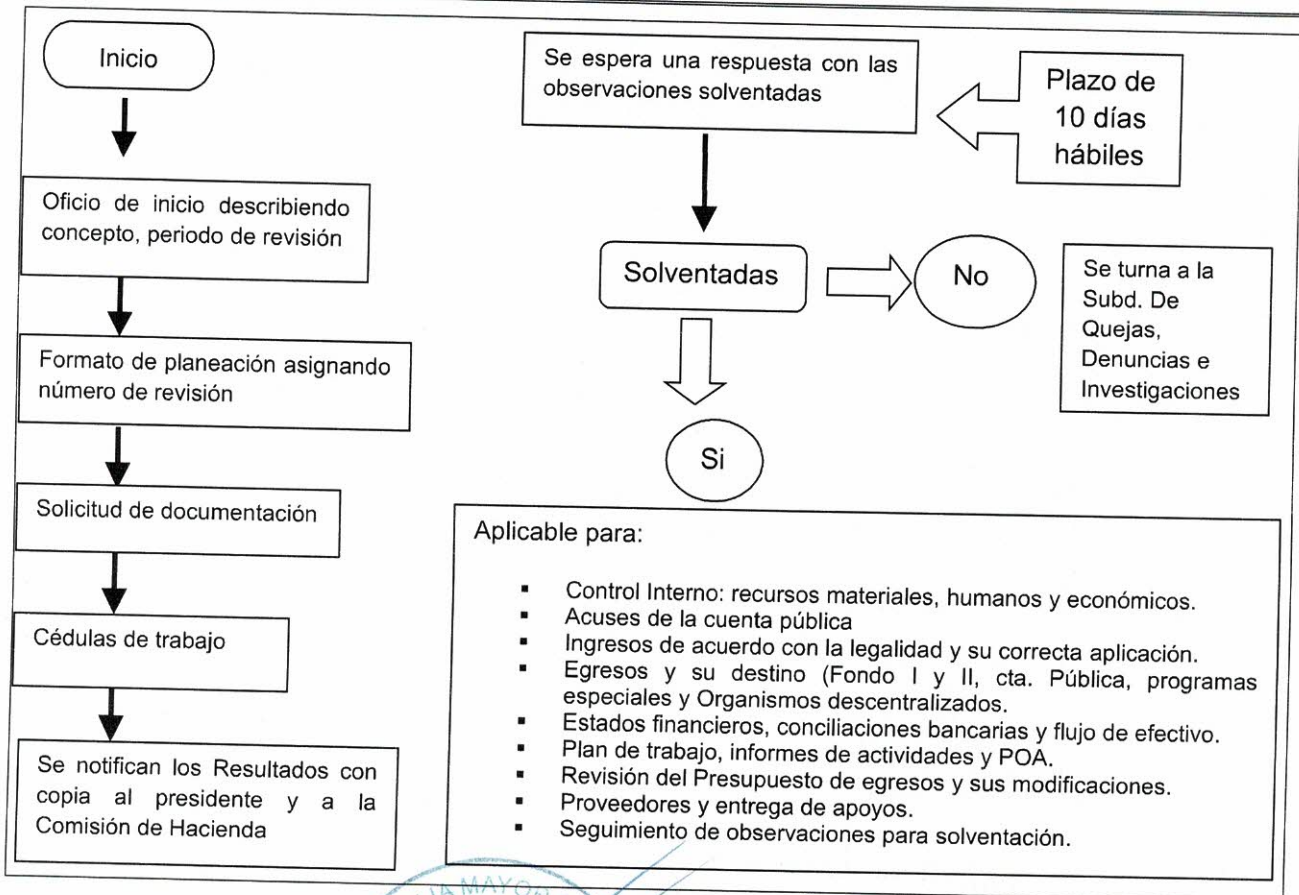 Inicio
Oficio de inicio describiendo
concepto, periodo de revisión
Formato de planeación asignando
número de revisión
Solicitud de documentación
Cédulas de trabajo
Se notifican los Resultados con
copia al presidente y a la
Comisión de Hacienda
Se espera una respuesta con las
observaciones solventadas
Plazo de
10 días
hábiles
Solventadas
No
Se turna a la
Subd. De
Quejas,
Denuncias e
Investigaciones
Si
Aplicable para:
▪ Control Interno: recursos materiales, humanos y económicos.
▪ Acuses de la cuenta pública
▪ Ingresos de acuerdo con la legalidad y su correcta aplicación.
▪ Egresos y su destino (Fondo I y II, cta. Pública, programas
especiales y Organismos descentralizados.
▪ Estados financieros, conciliaciones bancarias y flujo de efectivo.
▪ Plan de trabajo, informes de actividades y POA.
▪ Revisión del Presupuesto de egresos y sus modificaciones.
▪ Proveedores y entrega de apoyos.
▪ Seguimiento de observaciones para solventación.
MAYOR